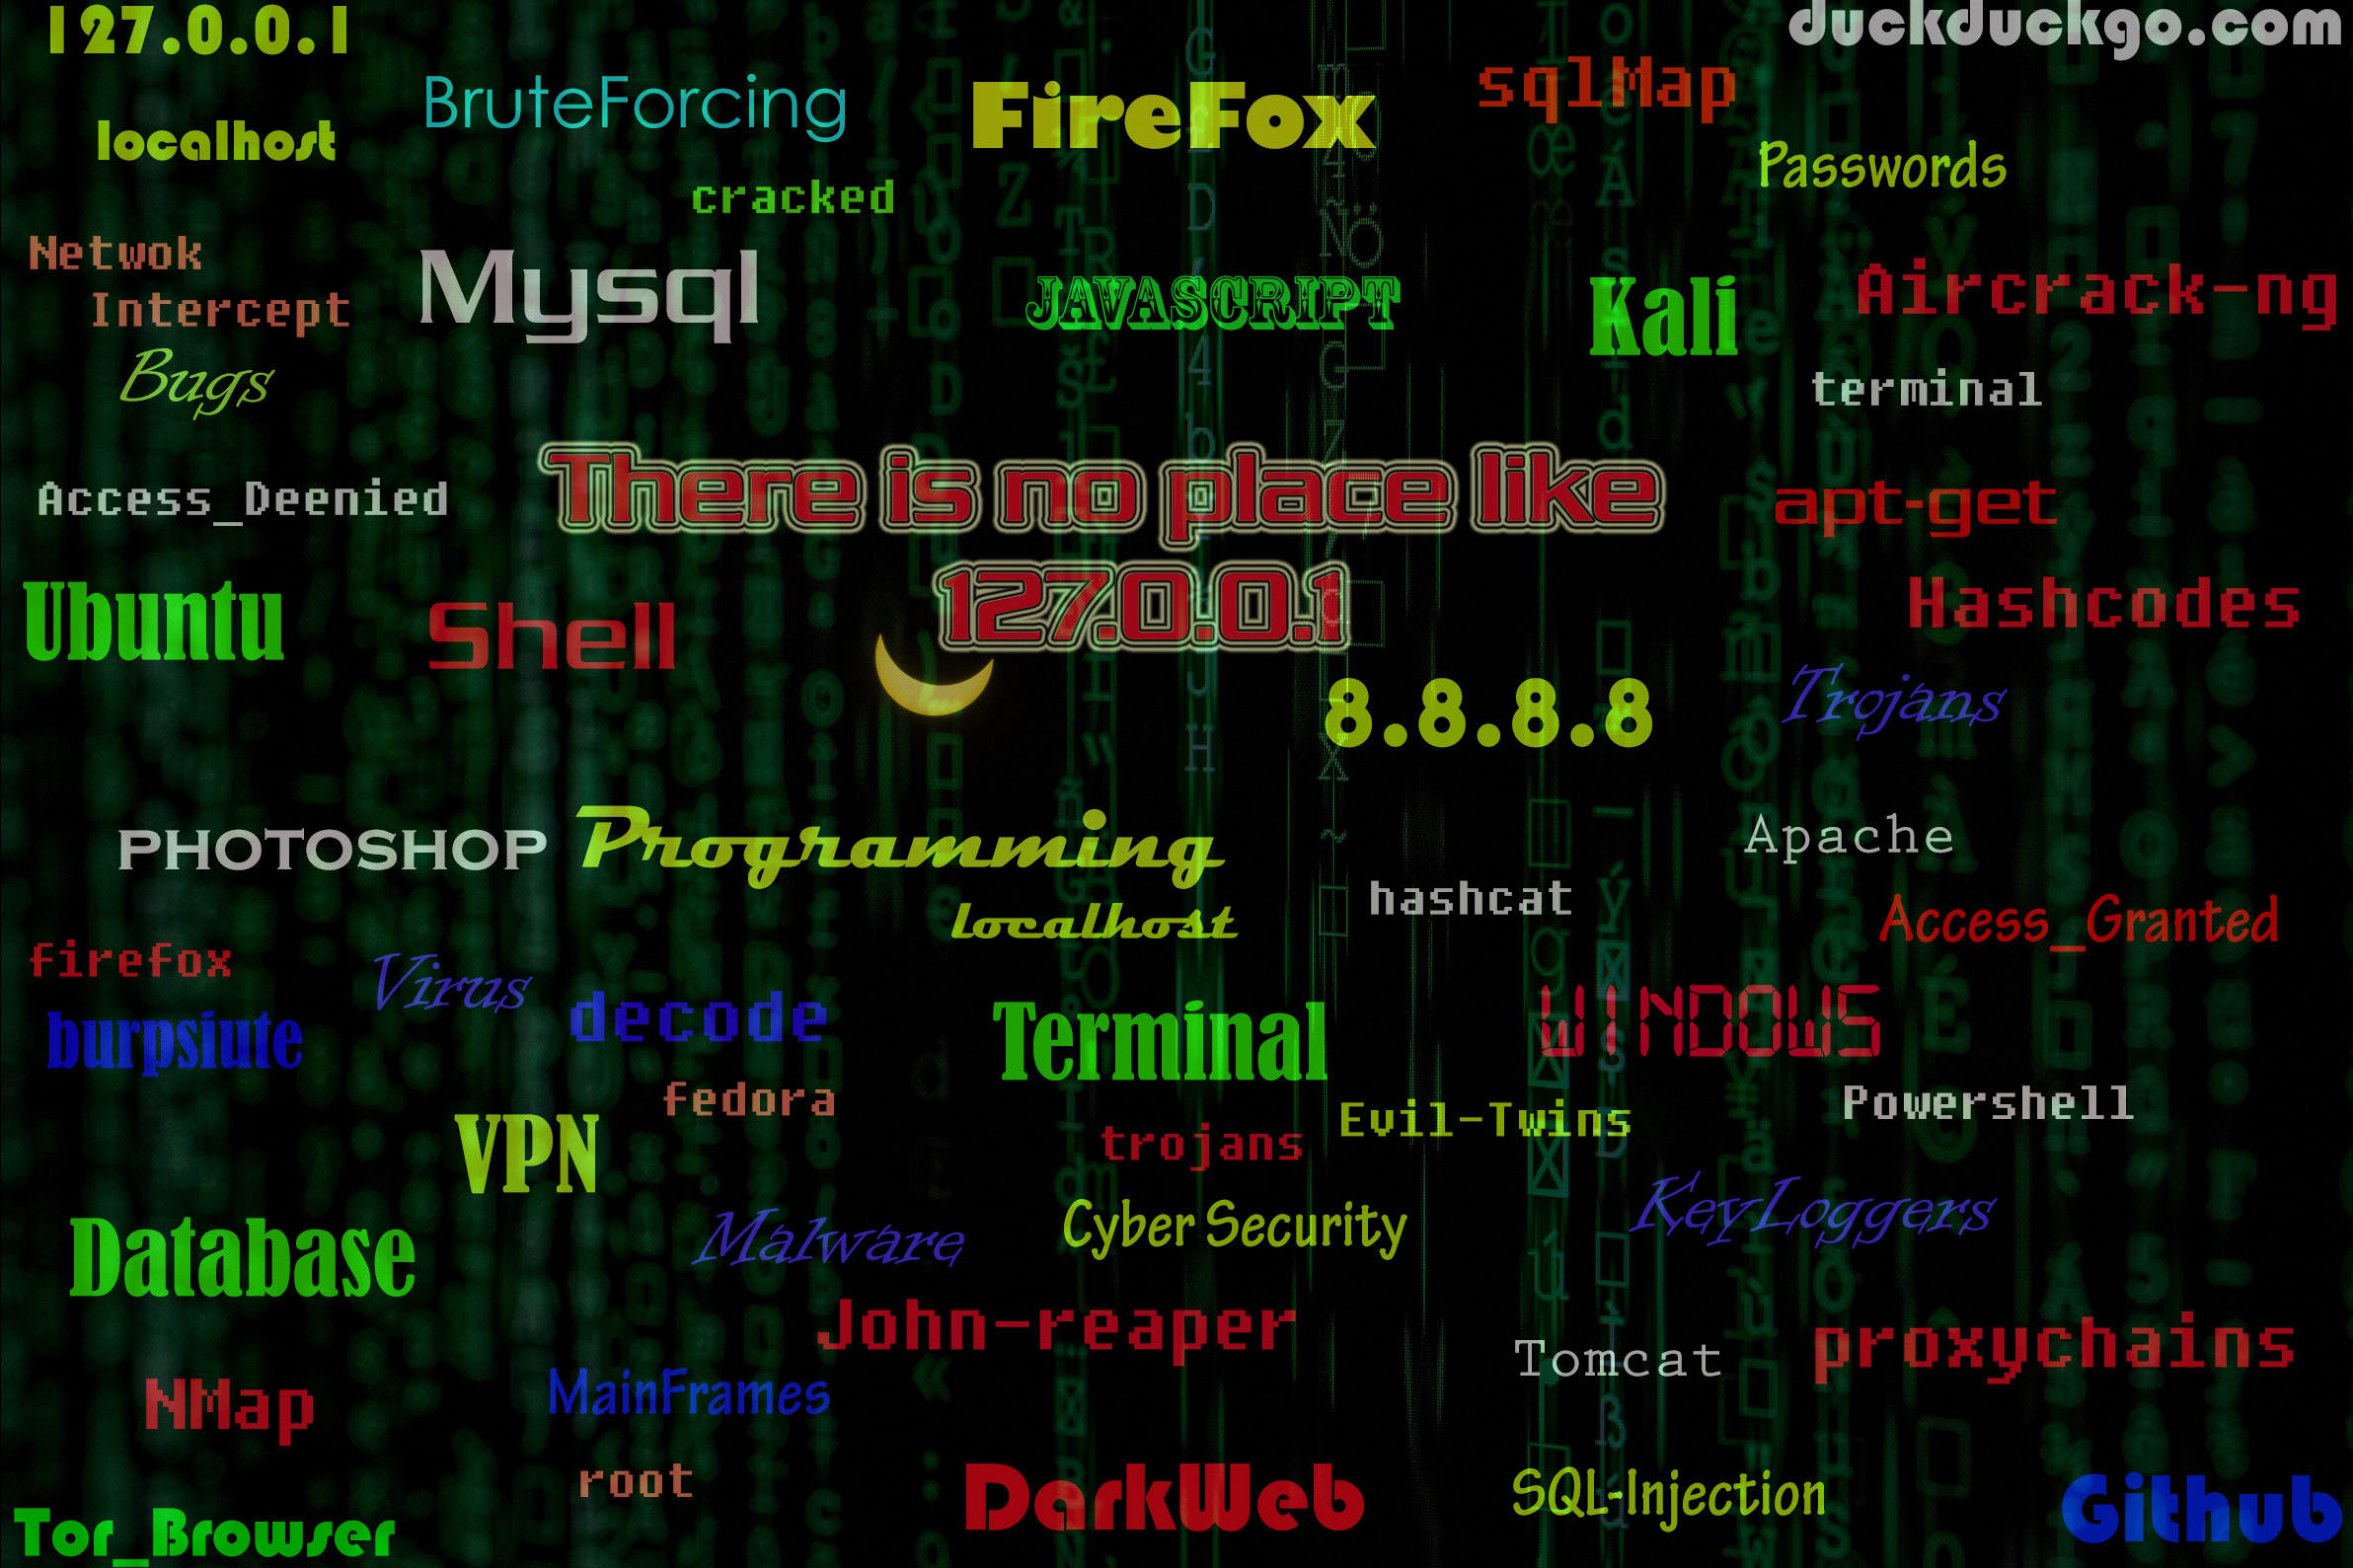 127.0.0.1
duckduckgo.com
BruteForcing
FireFox
sqlMap
localhost
Passwords
cracked
Netwok
Intercept
Mysql
JAVASCRIPT
Kali
Aircrack-ng
Bugs
terminal
There is no place like
127.0.0.1
Access_Deenied
apt-get
Ubuntu
Shell
Hashcodes
8.8.8.8
Trojans
PHOTOSHOP
Programming
Apache
localhost
hashcat
Access_Granted
firefox
Virus
decode
burpsiute
Terminal
WINDOWS
fedora
Powershell
VPN
trojans
Evil-Twins
Database
Malware
Cyber Security
KeyLoggers
John-reaper
Tomcat
proxychains
NMap
MainFrames
root
DarkWeb
SQL-Injection
Github
Tor_Browser